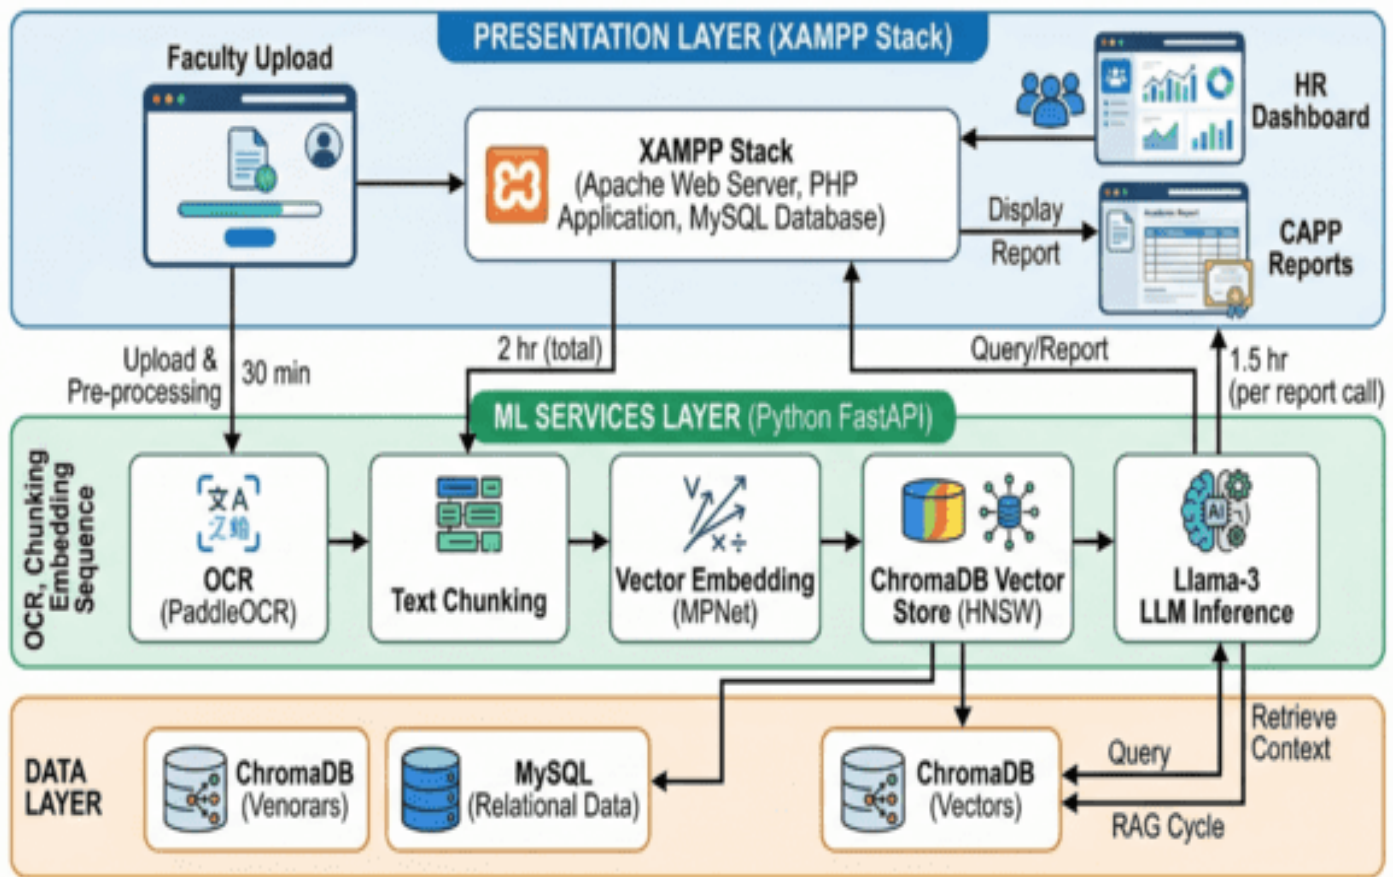 PRESENTATION LAYER (XAMPP Stack)
Faculty Upload
XAMPP Stack
(Apache Web Server, PHP
Application, MySQL Database)
HR
Dashboard
Display
Report
Academic Report
CAPP
Reports
Upload &
Pre-processing
30 min
2 hr (total)
Query/Report
1.5 hr
(per report call)
ML SERVICES LAYER (Python FastAPI)
OCR, Chunking
Embedding
Sequence
文A
OCR
(PaddleOCR)
Text Chunking
V
×÷
Vector Embedding
(MPNet)
ChromaDB Vector
Store (HNSW)
AI
Llama-3
LLM Inference
DATA
LAYER
ChromaDB
(Venorars)
MySQL
(Relational Data)
ChromaDB
(Vectors)
Query
Retrieve
Context
RAG Cycle